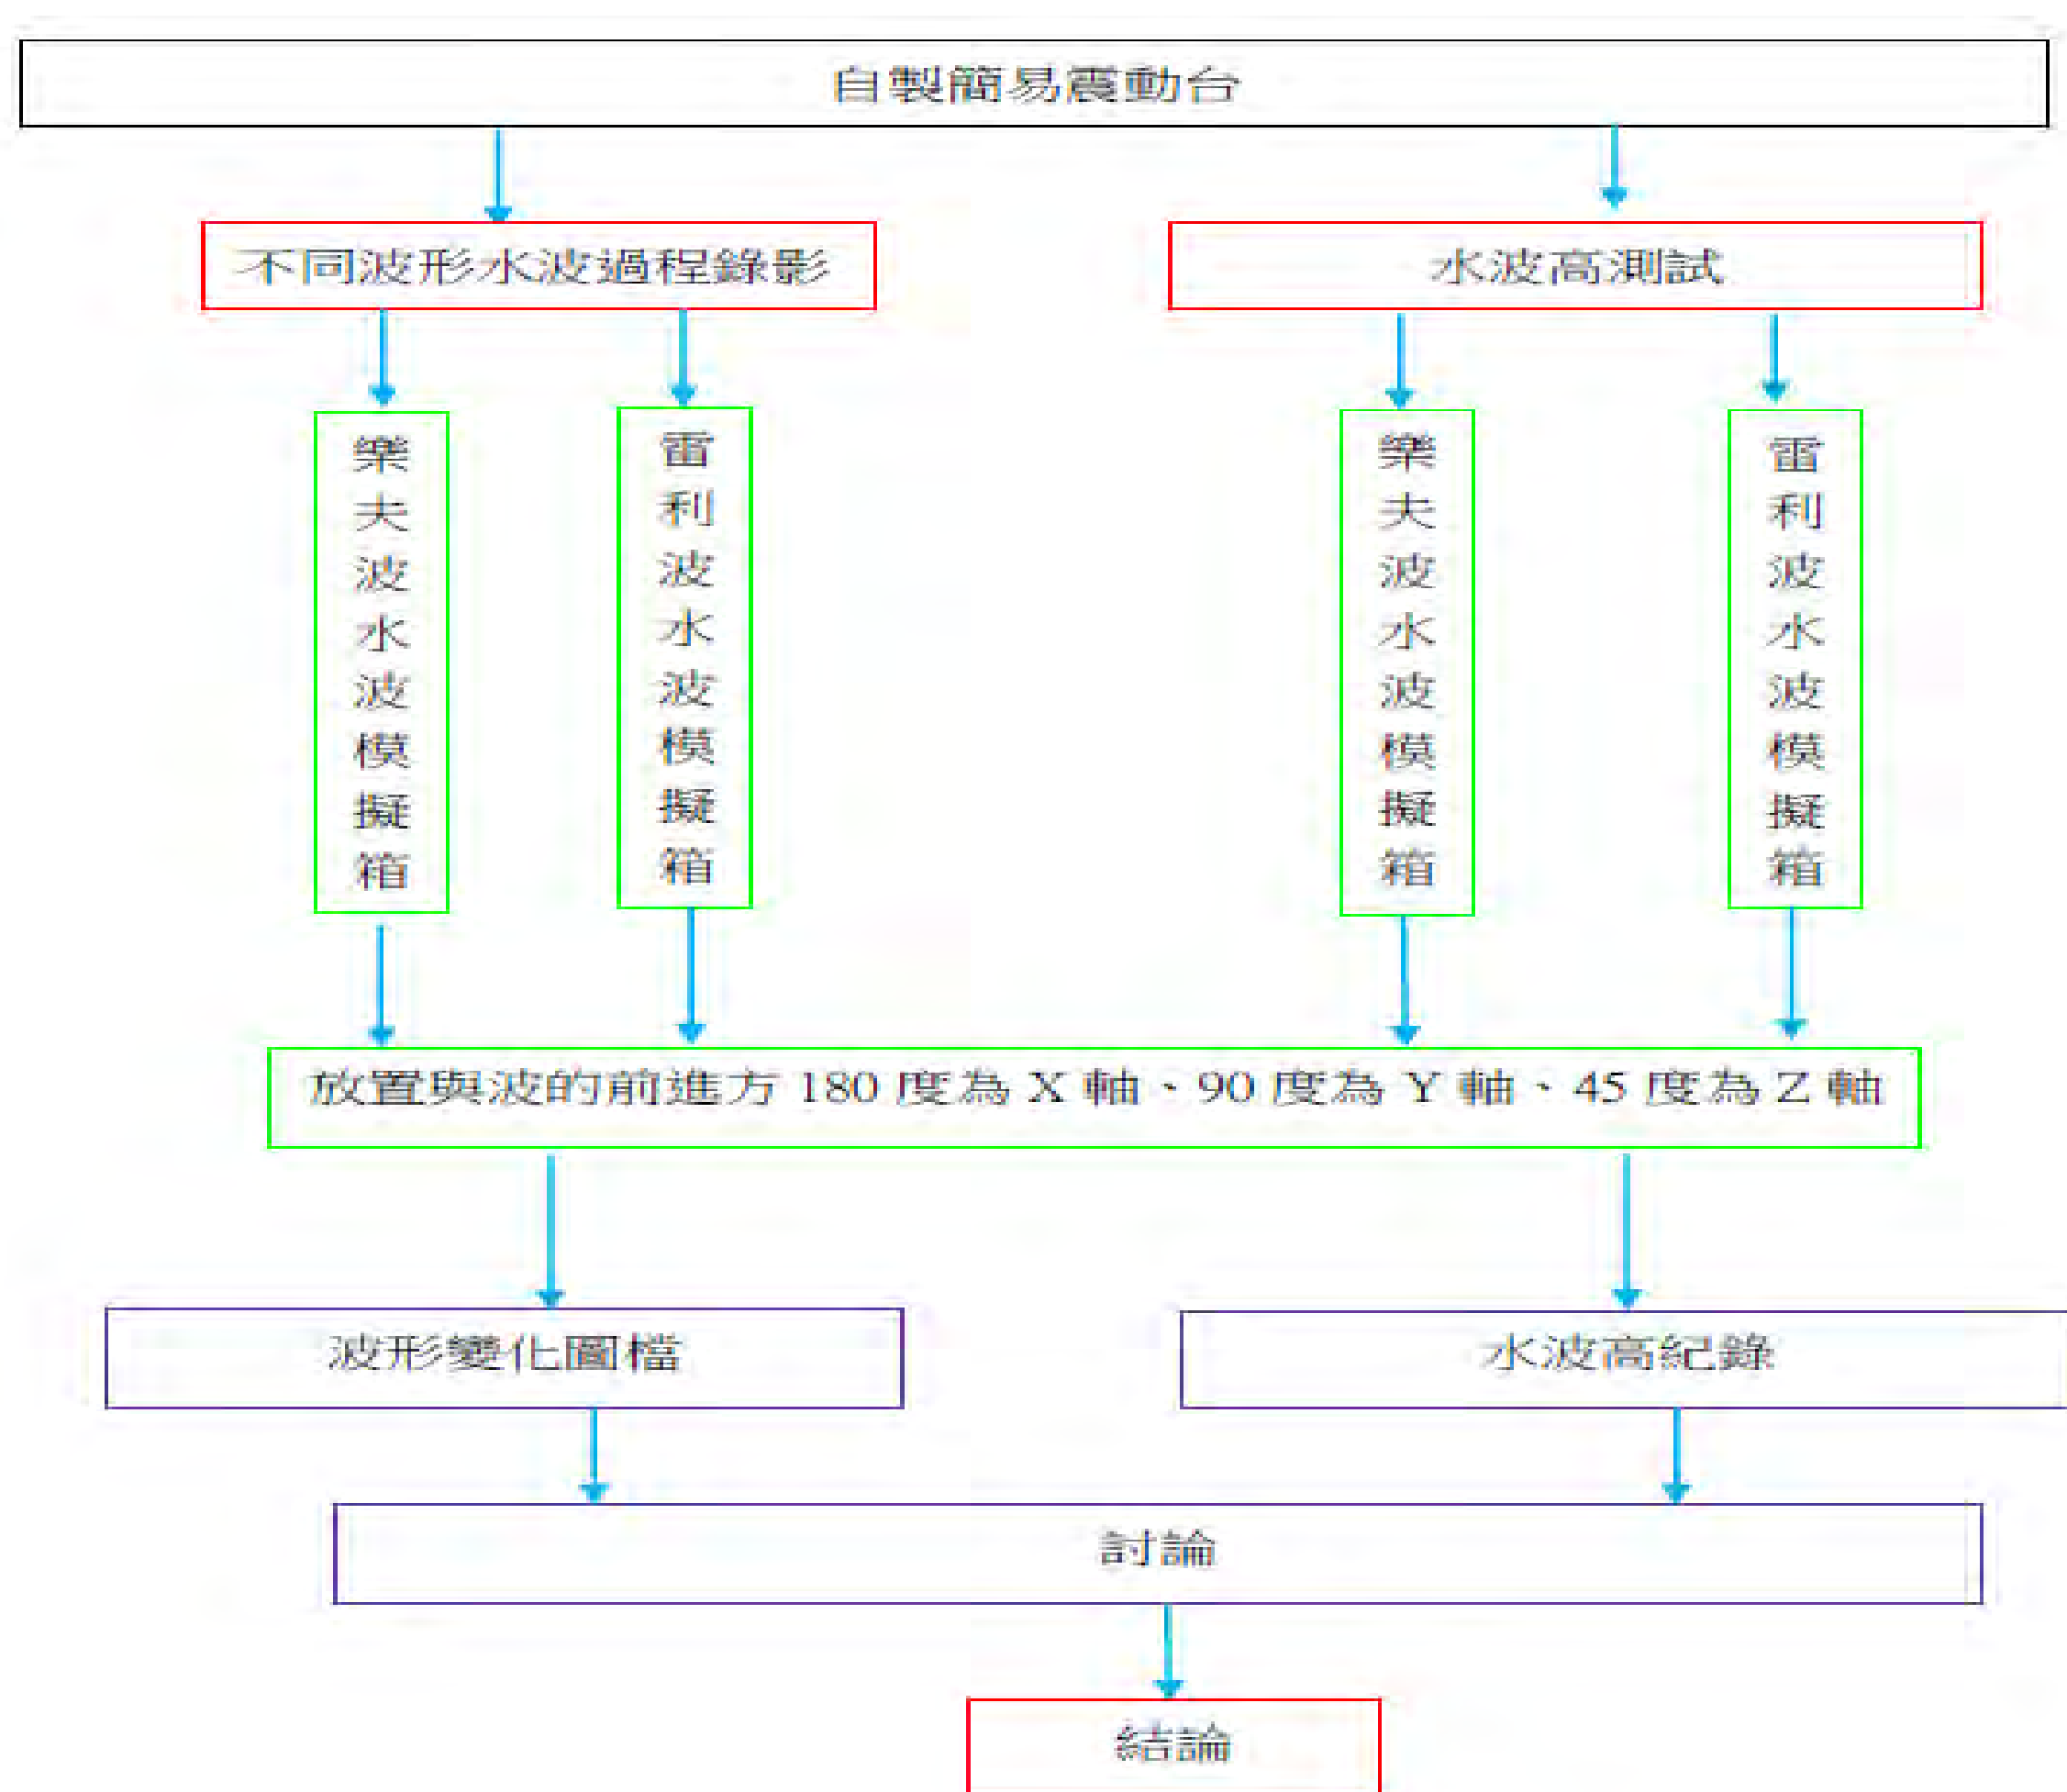 自製簡易震動台
不同波形水波過程錄影
水波高測試
樂夫波水波模擬箱
雷利波水波模擬箱
樂夫波水波模擬箱
雷利波水波模擬箱
放置與波的前進方 180 度為 X 軸、90 度為 Y 軸、45 度為 Z 軸
波形變化圖檔
水波高紀錄
討論
結論